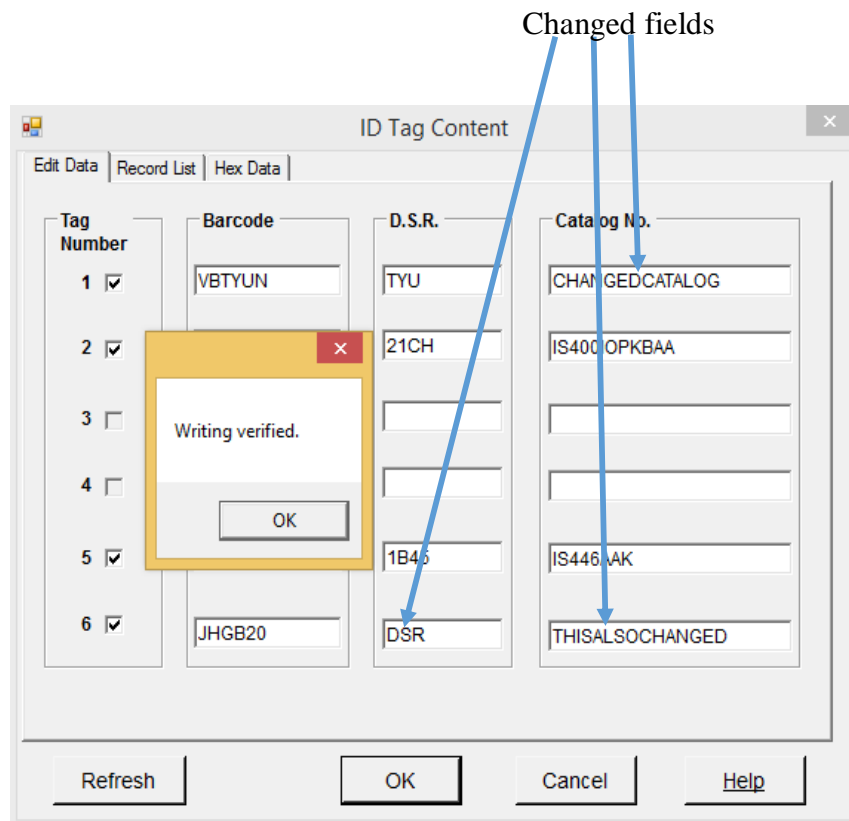 Changed fields
ID Tag Content
Edit Data Record List Hex Data
Tag Number Barcode D.S.R. Catalog No.
1 VBTYUN TYU CHANGEDCATALOG
2 21CH
3
Writing verified.
4
OK
5 1B45
6 JHGB20 DSR THISALSOCHANGED
Refresh OK Cancel Help